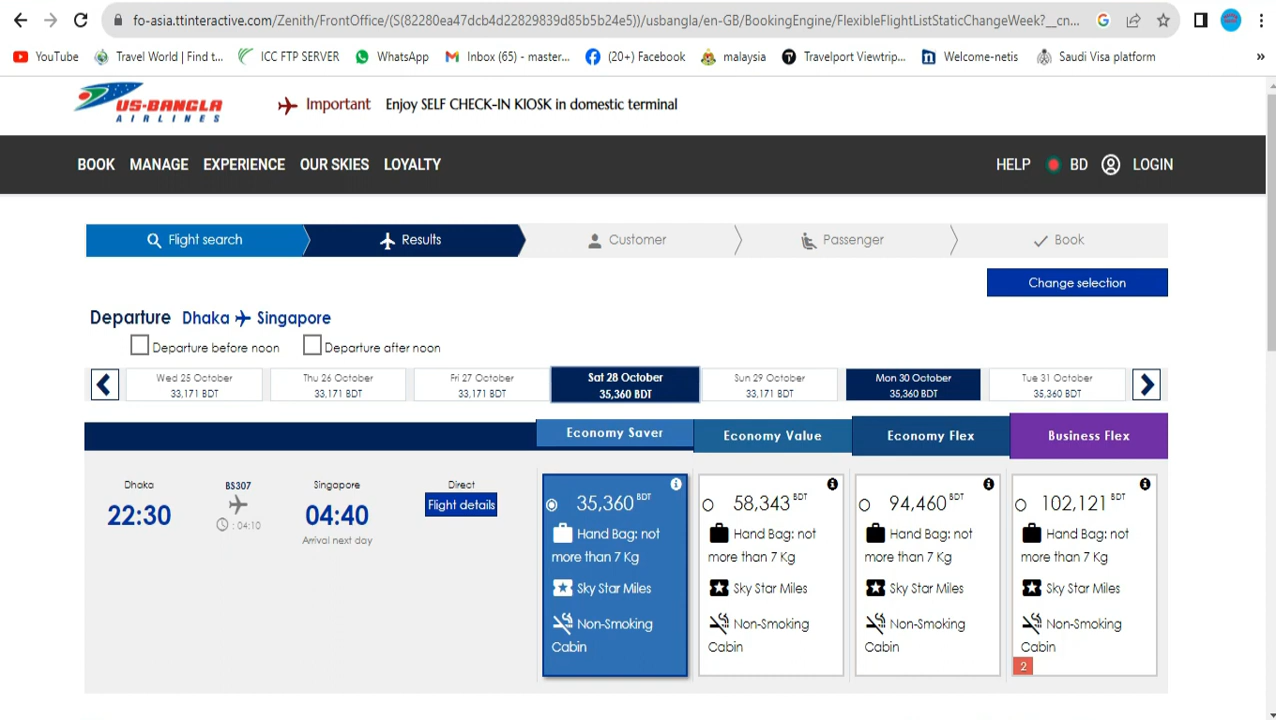 fo-asia.ttinteractive.com/Zenith/FrontOffice/(S(82280ea47dcb4d22829839d85b5b24e5))/usbangla/en-GB/BookingEngine/FlexibleFlightListStaticChangeWeek?__cn...
YouTube Travel World | Find t... ICC FTP SERVER WhatsApp Inbox (65) - master... (20+) Facebook malaysia Travelport Viewtrip... Welcome-netis Saudi Visa platform »
US-BANGLA
AIRLINES
Important Enjoy SELF CHECK-IN KIOSK in domestic terminal
BOOK MANAGE EXPERIENCE OUR SKIES LOYALTY HELP BD LOGIN
Flight search Results Customer Passenger Book
Change selection
Departure Dhaka Singapore
Departure before noon Departure after noon
Wed 25 October Thu 26 October Fri 27 October Sat 28 October Sun 29 October Mon 30 October Tue 31 October
33,171 BDT 33,171 BDT 33,171 BDT 35,360 BDT 33,171 BDT 35,360 BDT 35,360 BDT
Economy Saver Economy Value Economy Flex Business Flex
Dhaka BS307 Singapore Direct
22:30 04:40 Flight details
: 04:10
Arrival next day
35,360 BDT 58,343 BDT 94,460 BDT 102,121 BDT
Hand Bag: not Hand Bag: not Hand Bag: not Hand Bag: not
more than 7 Kg more than 7 Kg more than 7 Kg more than 7 Kg
Sky Star Miles Sky Star Miles Sky Star Miles Sky Star Miles
Non-Smoking Non-Smoking Non-Smoking Non-Smoking
Cabin Cabin Cabin Cabin
2